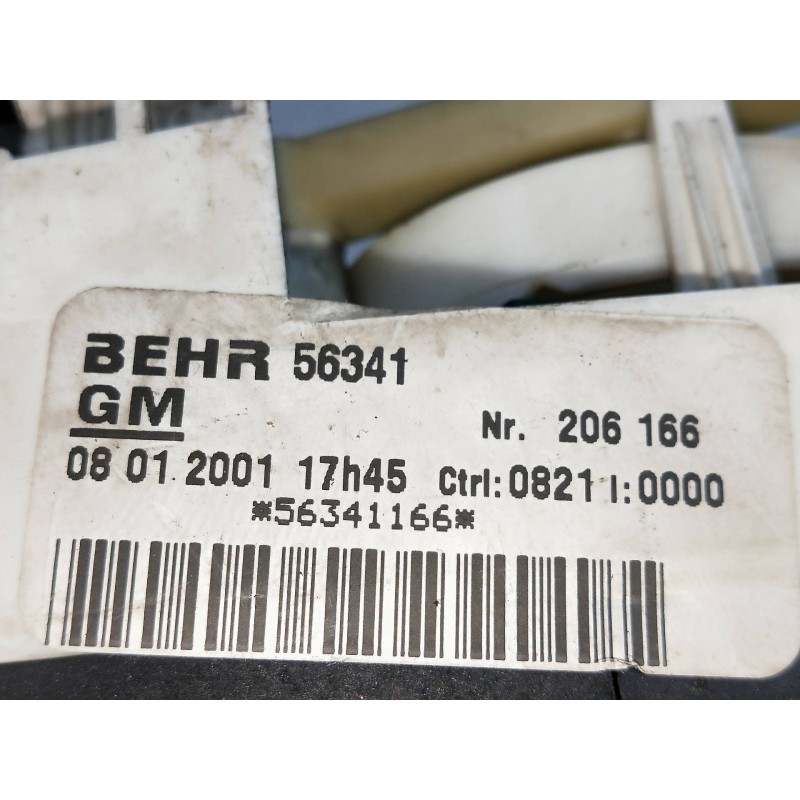 BEHR 56341
GM
Nr. 206 166
08 01 2001 17h45 Ctrl:0821 I:0000
*56341166*